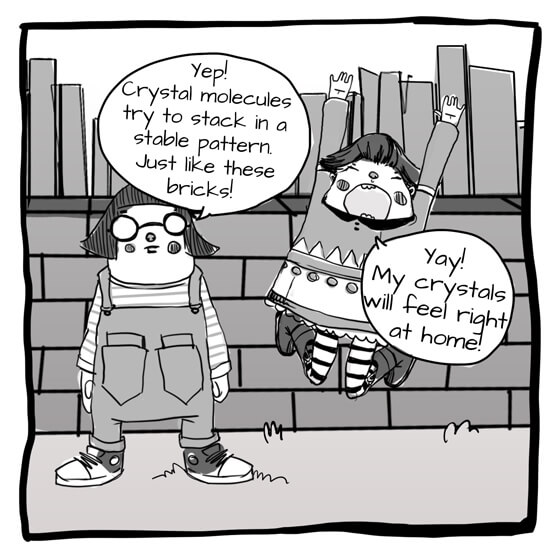 Yep!
Crystal molecules
try to stack in a
stable pattern.
Just like these
bricks!
Yay!
My crystals
will feel right
at home!